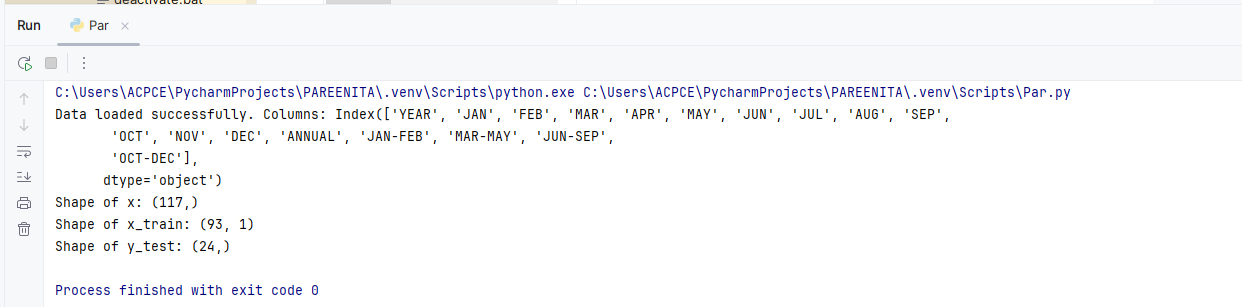 deactivate.bat
Run
Par
C:\Users\ACPCE\PycharmProjects\PAREENITA\.venv\Scripts\python.exe C:\Users\ACPCE\PycharmProjects\PAREENITA\.venv\Scripts\Par.py
Data loaded successfully. Columns: Index(['YEAR', 'JAN', 'FEB', 'MAR', 'APR', 'MAY', 'JUN', 'JUL', 'AUG', 'SEP',
       'OCT', 'NOV', 'DEC', 'ANNUAL', 'JAN-FEB', 'MAR-MAY', 'JUN-SEP',
       'OCT-DEC'],
      dtype='object')
Shape of x: (117,)
Shape of x_train: (93, 1)
Shape of y_test: (24,)
Process finished with exit code 0